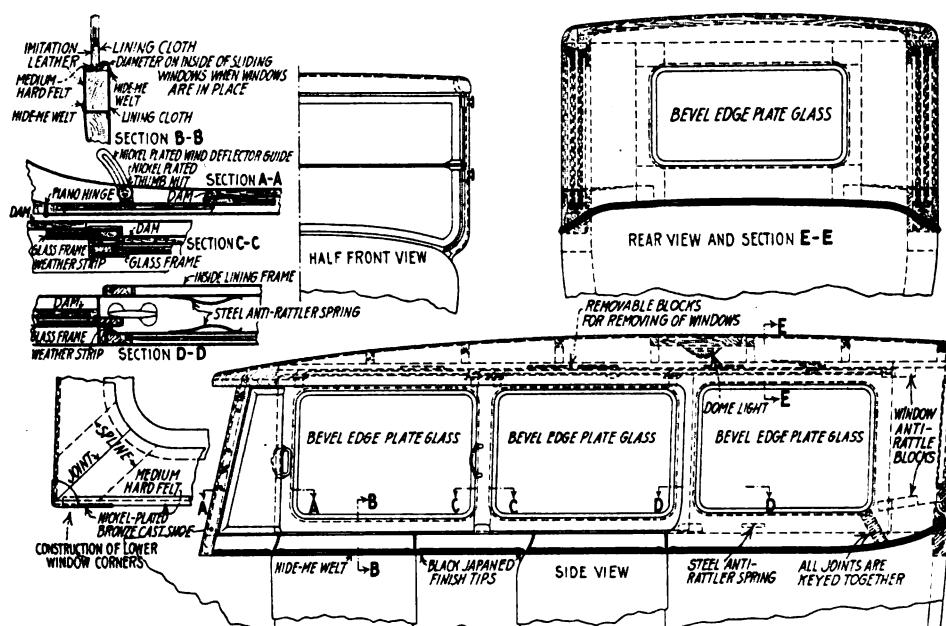 IMITATION
LEATHER
LINING CLOTH
DIAMETER ON INSIDE OF SLIDING
WINDOWS WHEN WINDOWS
ARE IN PLACE
MEDIUM
HARD FELT
HIDE-ME
WELT
HIDE-ME WELT
LINING CLOTH
SECTION B-B
NICKEL PLATED WIND DEFLECTOR GUIDE
NICKEL PLATED
THUMB NUT
SECTION A-A
PIANO HINGE
DAM
DAM
DAM
SECTION C-C
GLASS FRAME
WEATHER STRIP
GLASS FRAME
INSIDE LINING FRAME
DAM
STEEL ANTI-RATTLER SPRING
GLASS FRAME
WEATHER STRIP
SECTION D-D
HALF FRONT VIEW
BEVEL EDGE PLATE GLASS
REAR VIEW AND SECTION E-E
REMOVABLE BLOCKS
FOR REMOVING OF WINDOWS
E
E
DOME LIGHT
WINDOW
ANTI-
RATTLE
BLOCKS
BEVEL EDGE PLATE GLASS
BEVEL EDGE PLATE GLASS
BEVEL EDGE PLATE GLASS
SPLINE
JOINT
MEDIUM
HARD FELT
NICKEL-PLATED
BRONZE CAST SHOE
CONSTRUCTION OF LOWER
WINDOW CORNERS
A
A
B
C
C
D
D
HIDE-ME WELT
B
BLACK JAPANED
FINISH TIPS
SIDE VIEW
STEEL ANTI-
RATTLER SPRING
ALL JOINTS ARE
KEYED TOGETHER